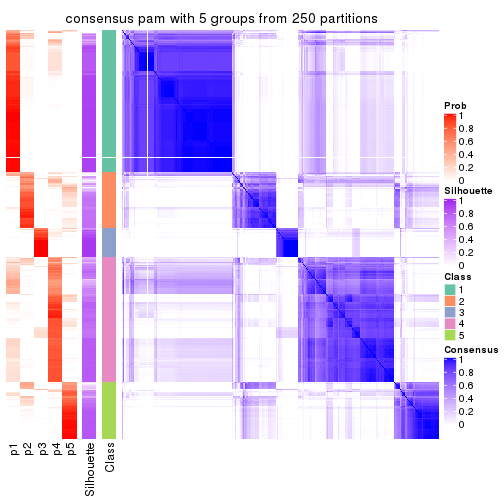 consensus pam with 5 groups from 250 partitions
Prob
1
0.8
0.6
0.4
0.2
0
Silhouette
1
0.8
0.6
0.4
0.2
0
Class
1
2
3
4
5
Consensus
1
0.8
0.6
0.4
0.2
0
p1
p2
p3
p4
p5
Silhouette
Class